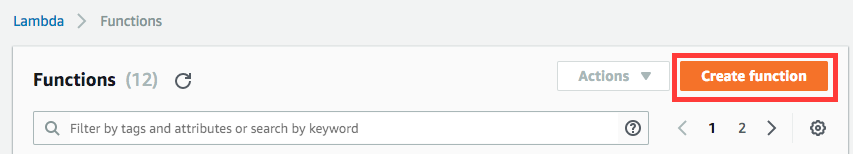 Lambda > Functions
Functions (12) Actions Create function
Filter by tags and attributes or search by keyword 1 2